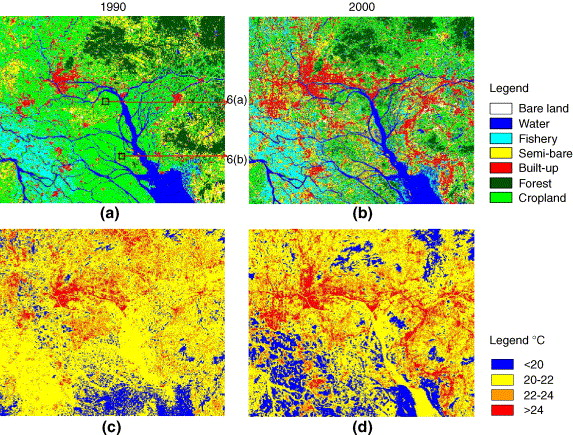 1990
2000
6(a)
6(b)
(a)
(b)
Legend
Bare land
Water
Fishery
Semi-bare
Built-up
Forest
Cropland
(c)
(d)
Legend °C
<20
20-22
22-24
>24